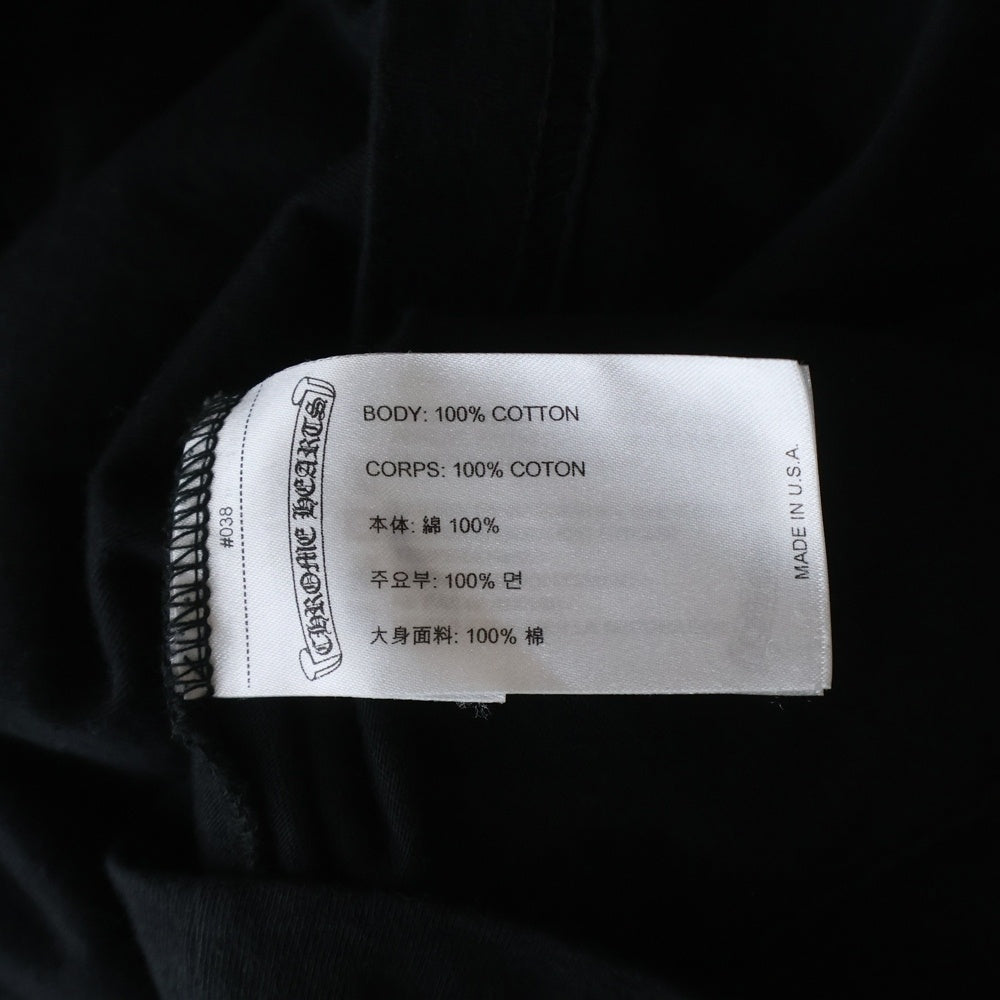 #038
CHROME HEARTS
BODY: 100% COTTON
CORPS: 100% COTON
本体: 綿 100%
주요부: 100% 면
大身面料: 100% 棉
MADE IN U.S.A.